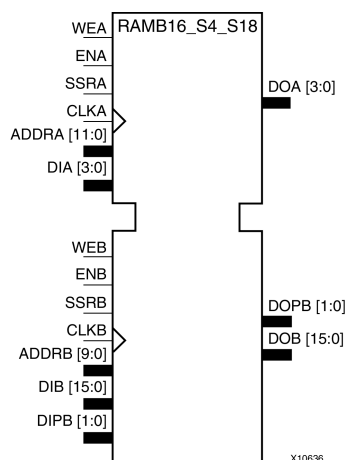 WEA
RAMB16_S4_S18
ENA
SSRA
DOA [3:0]
CLKA
ADDRA [11:0]
DIA [3:0]
WEB
ENB
SSRB
DOPB [1:0]
CLKB
DOB [15:0]
ADDRB [9:0]
DIB [15:0]
DIPB [1:0]
X10636